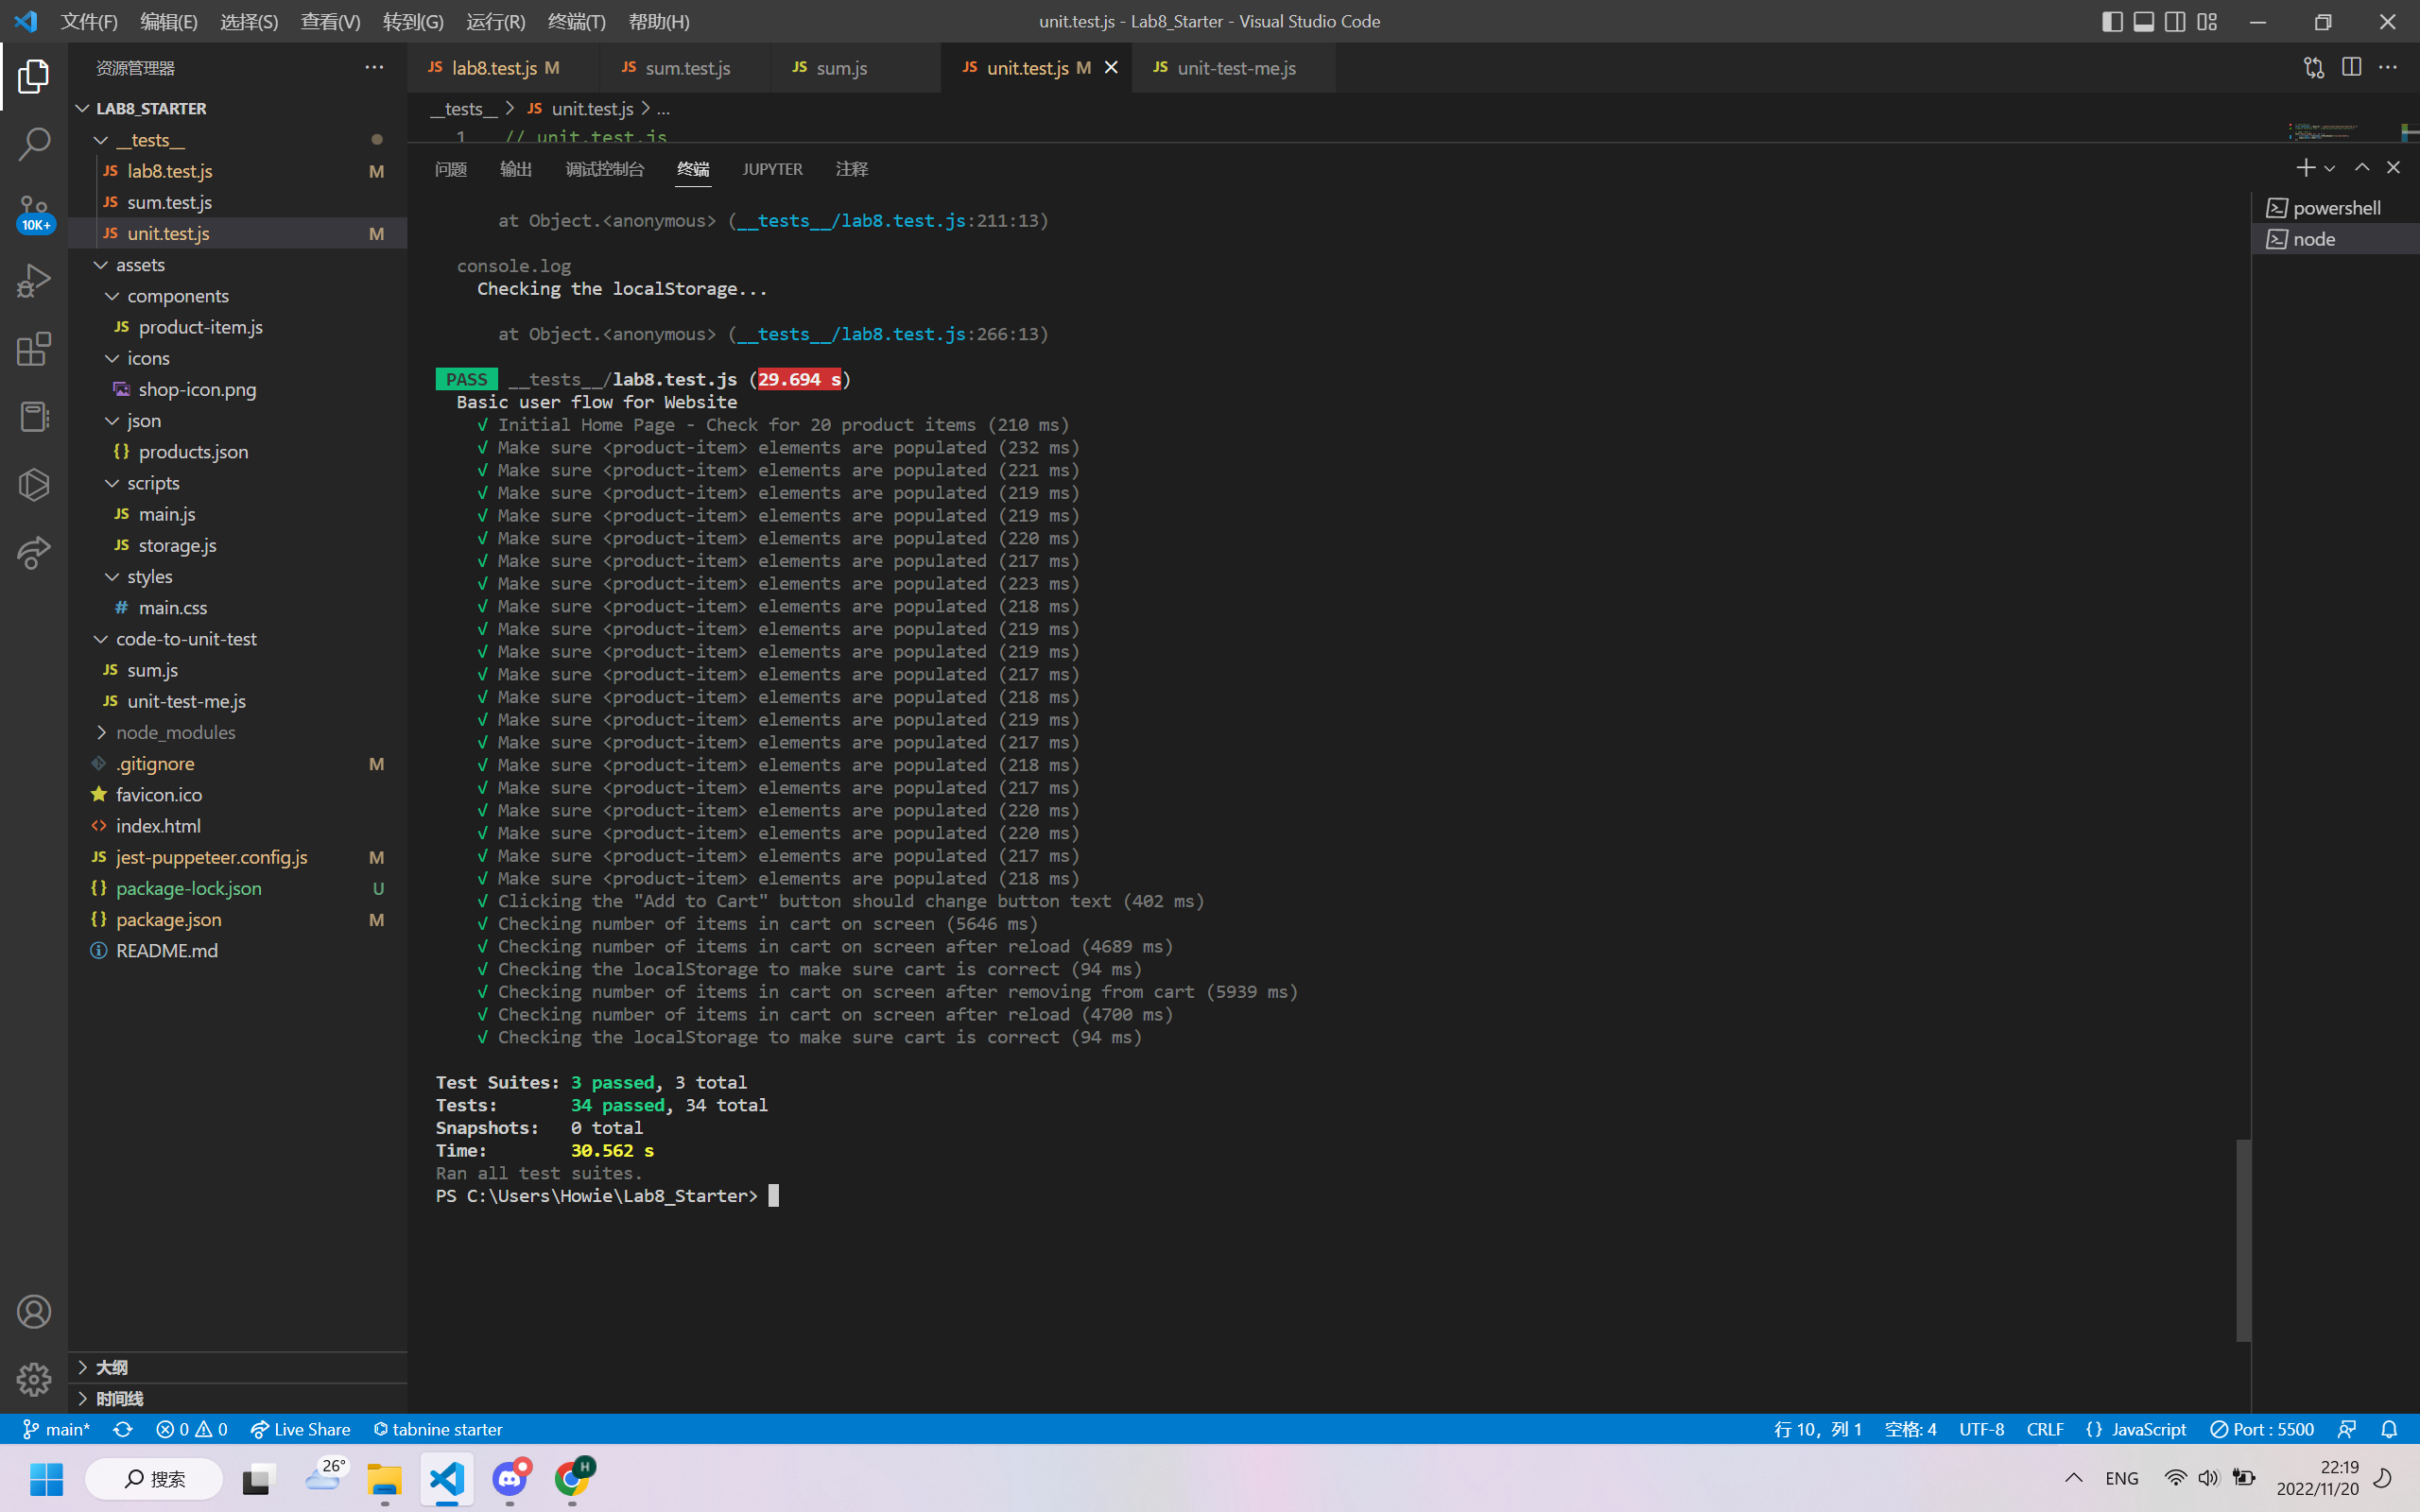 文件(F) 编辑(E) 选择(S) 查看(V) 转到(G) 运行(R) 终端(T) 帮助(H) unit.test.js - Lab8_Starter - Visual Studio Code
资源管理器
JS lab8.test.js M JS sum.test.js JS sum.js JS unit.test.js M JS unit-test-me.js
LAB8_STARTER
__tests__
JS lab8.test.js M
JS sum.test.js
JS unit.test.js M
assets
components
JS product-item.js
icons
shop-icon.png
json
{} products.json
scripts
JS main.js
JS storage.js
styles
# main.css
code-to-unit-test
JS sum.js
JS unit-test-me.js
node_modules
.gitignore M
favicon.ico
<> index.html
JS jest-puppeteer.config.js M
{} package-lock.json U
{} package.json M
README.md
大纲
时间线
10K+
__tests__ > JS unit.test.js > ...
1 // unit.test.js
问题 输出 调试控制台 终端 JUPYTER 注释
powershell
node
at Object.<anonymous> (__tests__/lab8.test.js:211:13)
console.log
Checking the localStorage...
at Object.<anonymous> (__tests__/lab8.test.js:266:13)
PASS __tests__/lab8.test.js (29.694 s)
Basic user flow for Website
√ Initial Home Page - Check for 20 product items (210 ms)
√ Make sure <product-item> elements are populated (232 ms)
√ Make sure <product-item> elements are populated (221 ms)
√ Make sure <product-item> elements are populated (219 ms)
√ Make sure <product-item> elements are populated (219 ms)
√ Make sure <product-item> elements are populated (220 ms)
√ Make sure <product-item> elements are populated (217 ms)
√ Make sure <product-item> elements are populated (223 ms)
√ Make sure <product-item> elements are populated (218 ms)
√ Make sure <product-item> elements are populated (219 ms)
√ Make sure <product-item> elements are populated (219 ms)
√ Make sure <product-item> elements are populated (217 ms)
√ Make sure <product-item> elements are populated (218 ms)
√ Make sure <product-item> elements are populated (219 ms)
√ Make sure <product-item> elements are populated (217 ms)
√ Make sure <product-item> elements are populated (218 ms)
√ Make sure <product-item> elements are populated (217 ms)
√ Make sure <product-item> elements are populated (220 ms)
√ Make sure <product-item> elements are populated (220 ms)
√ Make sure <product-item> elements are populated (217 ms)
√ Make sure <product-item> elements are populated (218 ms)
√ Clicking the "Add to Cart" button should change button text (402 ms)
√ Checking number of items in cart on screen (5646 ms)
√ Checking number of items in cart on screen after reload (4689 ms)
√ Checking the localStorage to make sure cart is correct (94 ms)
√ Checking number of items in cart on screen after removing from cart (5939 ms)
√ Checking number of items in cart on screen after reload (4700 ms)
√ Checking the localStorage to make sure cart is correct (94 ms)
Test Suites: 3 passed, 3 total
Tests: 34 passed, 34 total
Snapshots: 0 total
Time: 30.562 s
Ran all test suites.
PS C:\Users\Howie\Lab8_Starter>
main* 0 0 Live Share tabnine starter 行 10，列 1 空格: 4 UTF-8 CRLF {} JavaScript Port : 5500
搜索 26° H ENG 22:19
2022/11/20